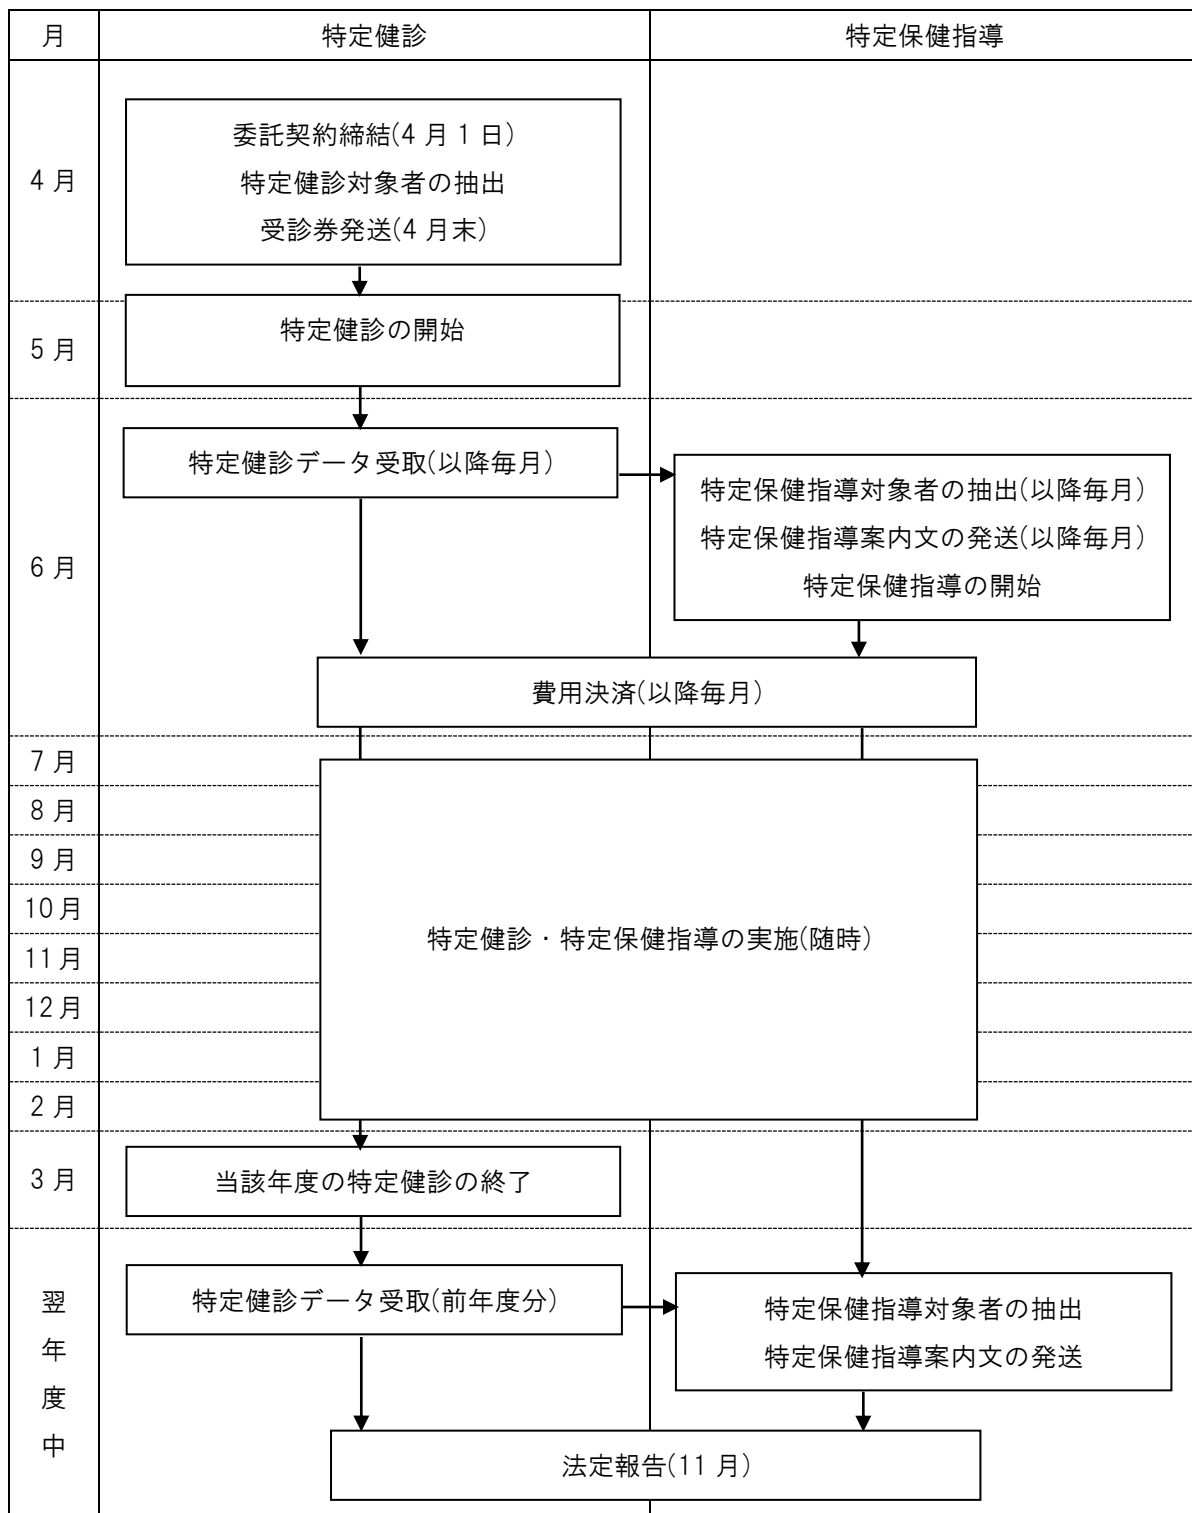 月
特定健診
特定保健指導
4月
委託契約締結(4月1日)
特定健診対象者の抽出
受診券発送(4月末)
5月
特定健診の開始
6月
特定健診データ受取(以降毎月)
特定保健指導対象者の抽出(以降毎月)
特定保健指導案内文の発送(以降毎月)
特定保健指導の開始
費用決済(以降毎月)
7月
8月
9月
10月
11月
12月
1月
2月
特定健診・特定保健指導の実施(随時)
3月
当該年度の特定健診の終了
翌年度中
特定健診データ受取(前年度分)
特定保健指導対象者の抽出
特定保健指導案内文の発送
法定報告(11月)